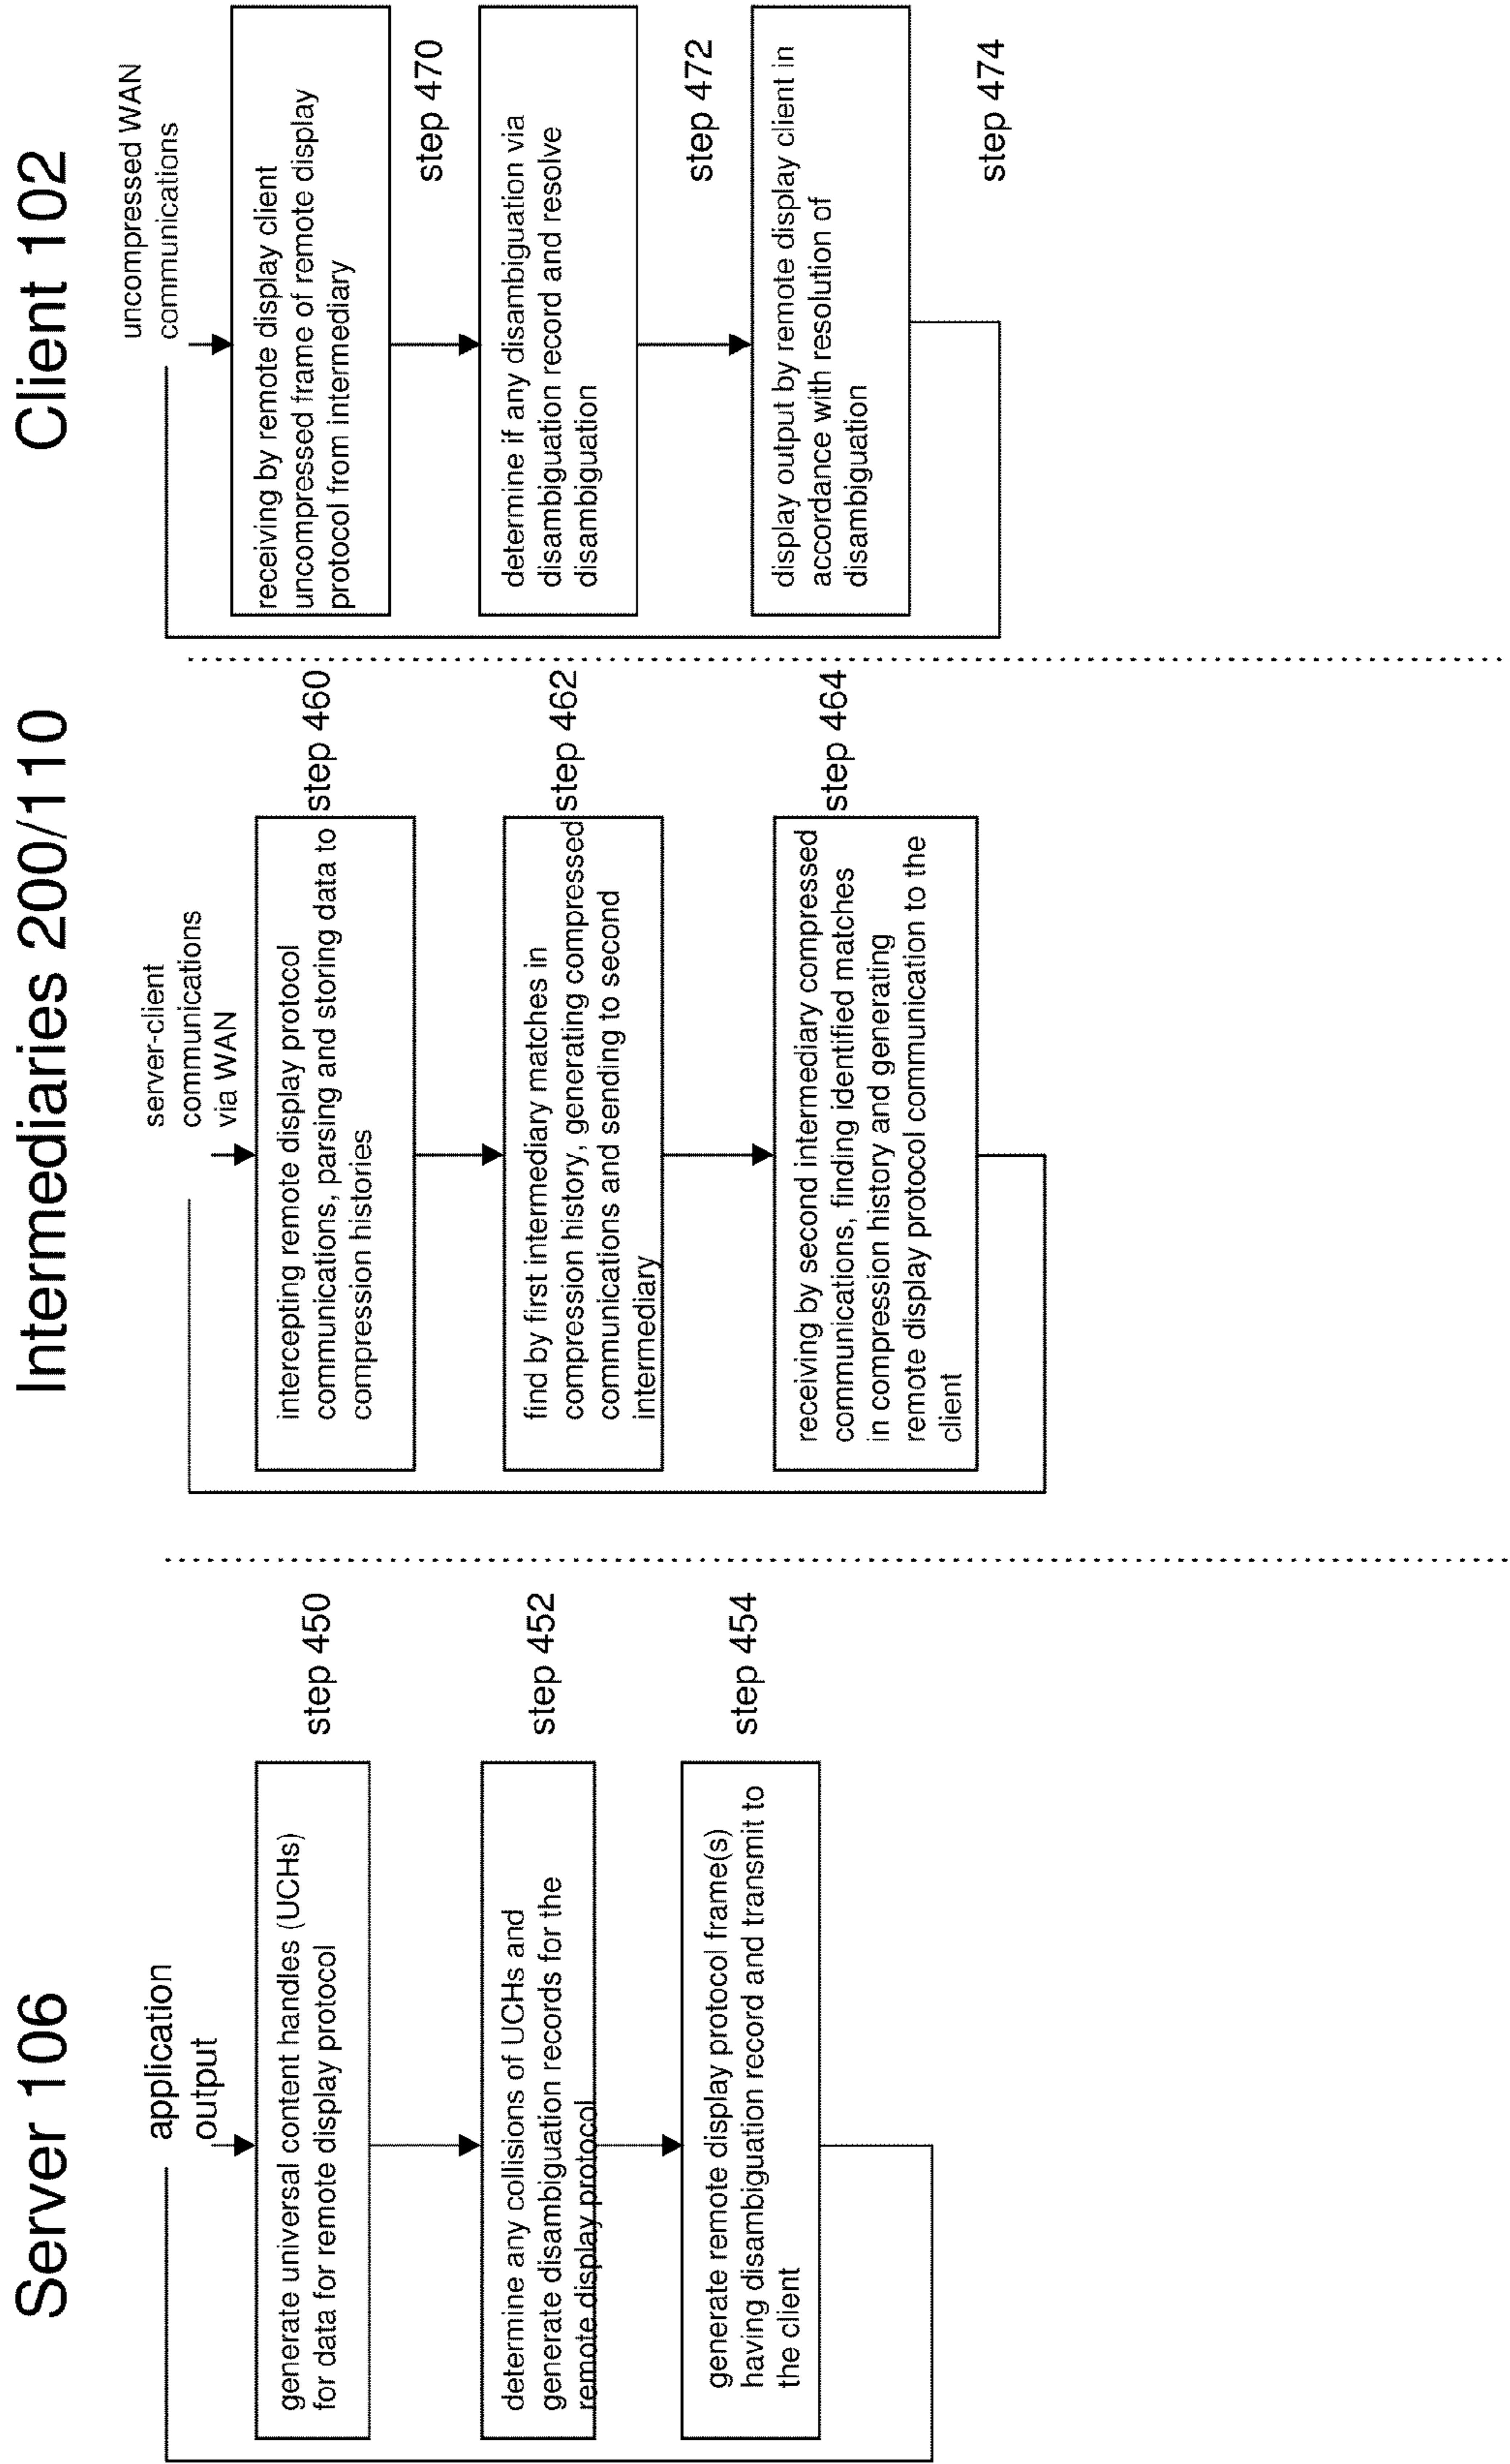 Server 106
application
output
generate universal content handles (UCHs)
for data for remote display protocol
step 450
determine any collisions of UCHs and
generate disambiguation records for the
remote display protocol
step 452
generate remote display protocol frame(s)
having disambiguation record and transmit to
the client
step 454
Intermediaries 200/110
server-client
communications
via WAN
intercepting remote display protocol
communications, parsing and storing data to
compression histories
step 460
find by first intermediary matches in
compression history, generating compressed
communications and sending to second
intermediary
step 462
receiving by second intermediary compressed
communications, finding identified matches
in compression history and generating
remote display protocol communication to the
client
step 464
Client 102
uncompressed WAN
communications
receiving by remote display client
uncompressed frame of remote display
protocol from intermediary
step 470
determine if any disambiguation via
disambiguation record and resolve
disambiguation
step 472
display output by remote display client in
accordance with resolution of
disambiguation
step 474